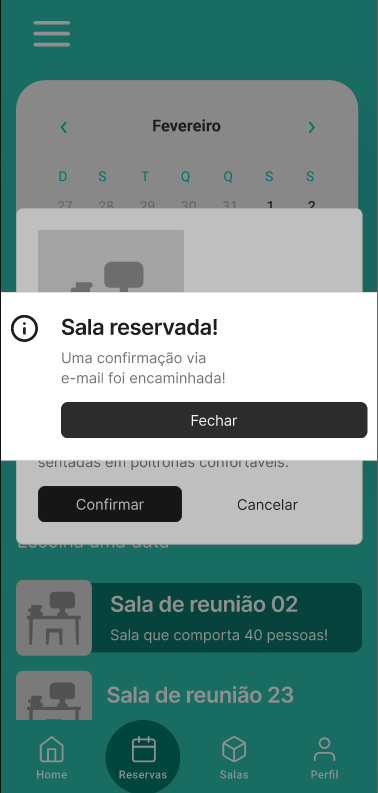 Fevereiro
D S T Q Q S S
27 28 29 30 31 1 2
Sala reservada!
Uma confirmação via
e-mail foi encaminhada!
Fechar
sentadas em poltronas confortáveis.
Confirmar Cancelar
Escolha uma data
Sala de reunião 02
Sala que comporta 40 pessoas!
Sala de reunião 23
Home Reservas Salas Perfil